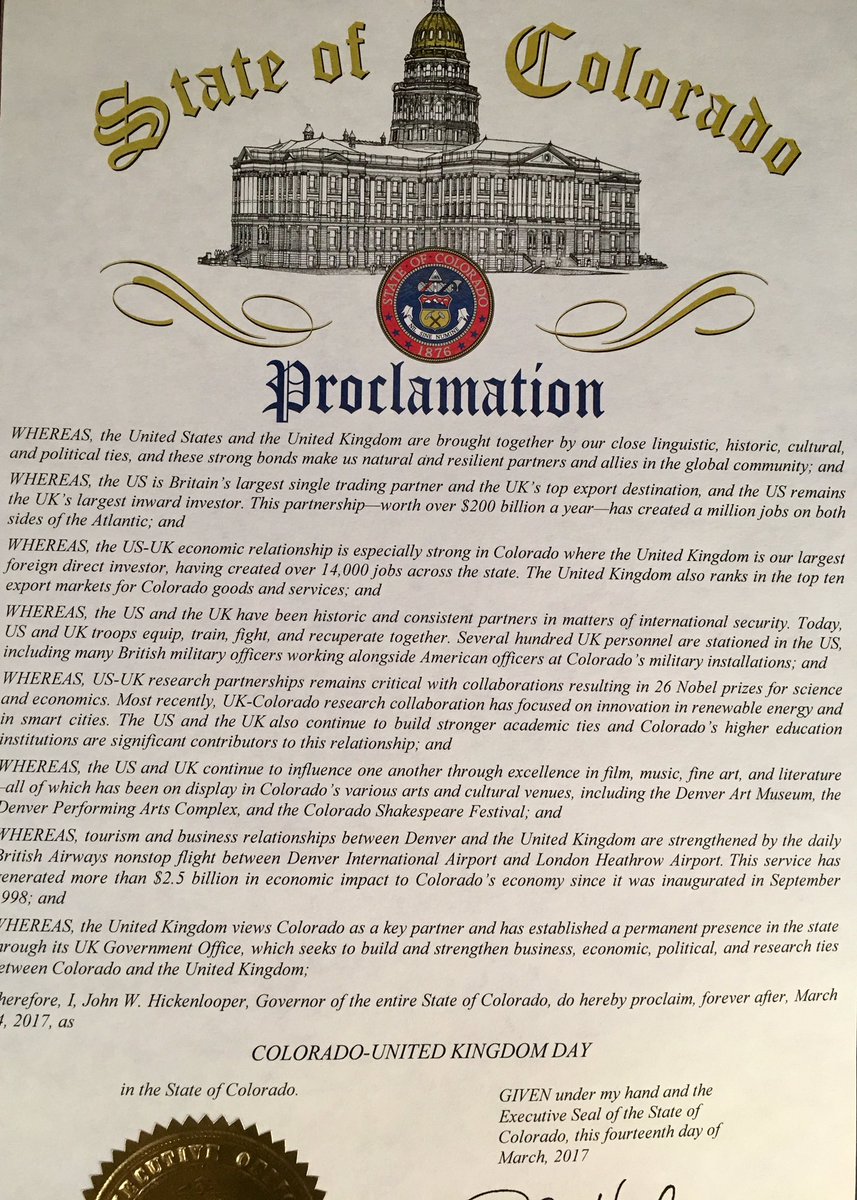 State of Colorado
STATE OF COLORADO
NIL SINE NUMINE
1876
Proclamation
WHEREAS, the United States and the United Kingdom are brought together by our close linguistic, historic, cultural,
and political ties, and these strong bonds make us natural and resilient partners and allies in the global community; and
WHEREAS, the US is Britain's largest single trading partner and the UK's top export destination, and the US remains
the UK's largest inward investor. This partnership—worth over $200 billion a year—has created a million jobs on both
sides of the Atlantic; and
WHEREAS, the US-UK economic relationship is especially strong in Colorado where the United Kingdom is our largest
foreign direct investor, having created over 14,000 jobs across the state. The United Kingdom also ranks in the top ten
export markets for Colorado goods and services; and
WHEREAS, the US and the UK have been historic and consistent partners in matters of international security. Today,
US and UK troops equip, train, fight, and recuperate together. Several hundred UK personnel are stationed in the US,
including many British military officers working alongside American officers at Colorado's military installations; and
WHEREAS, US-UK research partnerships remains critical with collaborations resulting in 26 Nobel prizes for science
and economics. Most recently, UK-Colorado research collaboration has focused on innovation in renewable energy and
in smart cities. The US and the UK also continue to build stronger academic ties and Colorado's higher education
institutions are significant contributors to this relationship; and
WHEREAS, the US and UK continue to influence one another through excellence in film, music, fine art, and literature
—all of which has been on display in Colorado's various arts and cultural venues, including the Denver Art Museum, the
Denver Performing Arts Complex, and the Colorado Shakespeare Festival; and
WHEREAS, tourism and business relationships between Denver and the United Kingdom are strengthened by the daily
British Airways nonstop flight between Denver International Airport and London Heathrow Airport. This service has
enerated more than $2.5 billion in economic impact to Colorado's economy since it was inaugurated in September
998; and
WHEREAS, the United Kingdom views Colorado as a key partner and has established a permanent presence in the state
hrough its UK Government Office, which seeks to build and strengthen business, economic, political, and research ties
etween Colorado and the United Kingdom;
herefore, I, John W. Hickenlooper, Governor of the entire State of Colorado, do hereby proclaim, forever after, March
4, 2017, as
COLORADO-UNITED KINGDOM DAY
in the State of Colorado.
GIVEN under my hand and the
Executive Seal of the State of
Colorado, this fourteenth day of
March, 2017